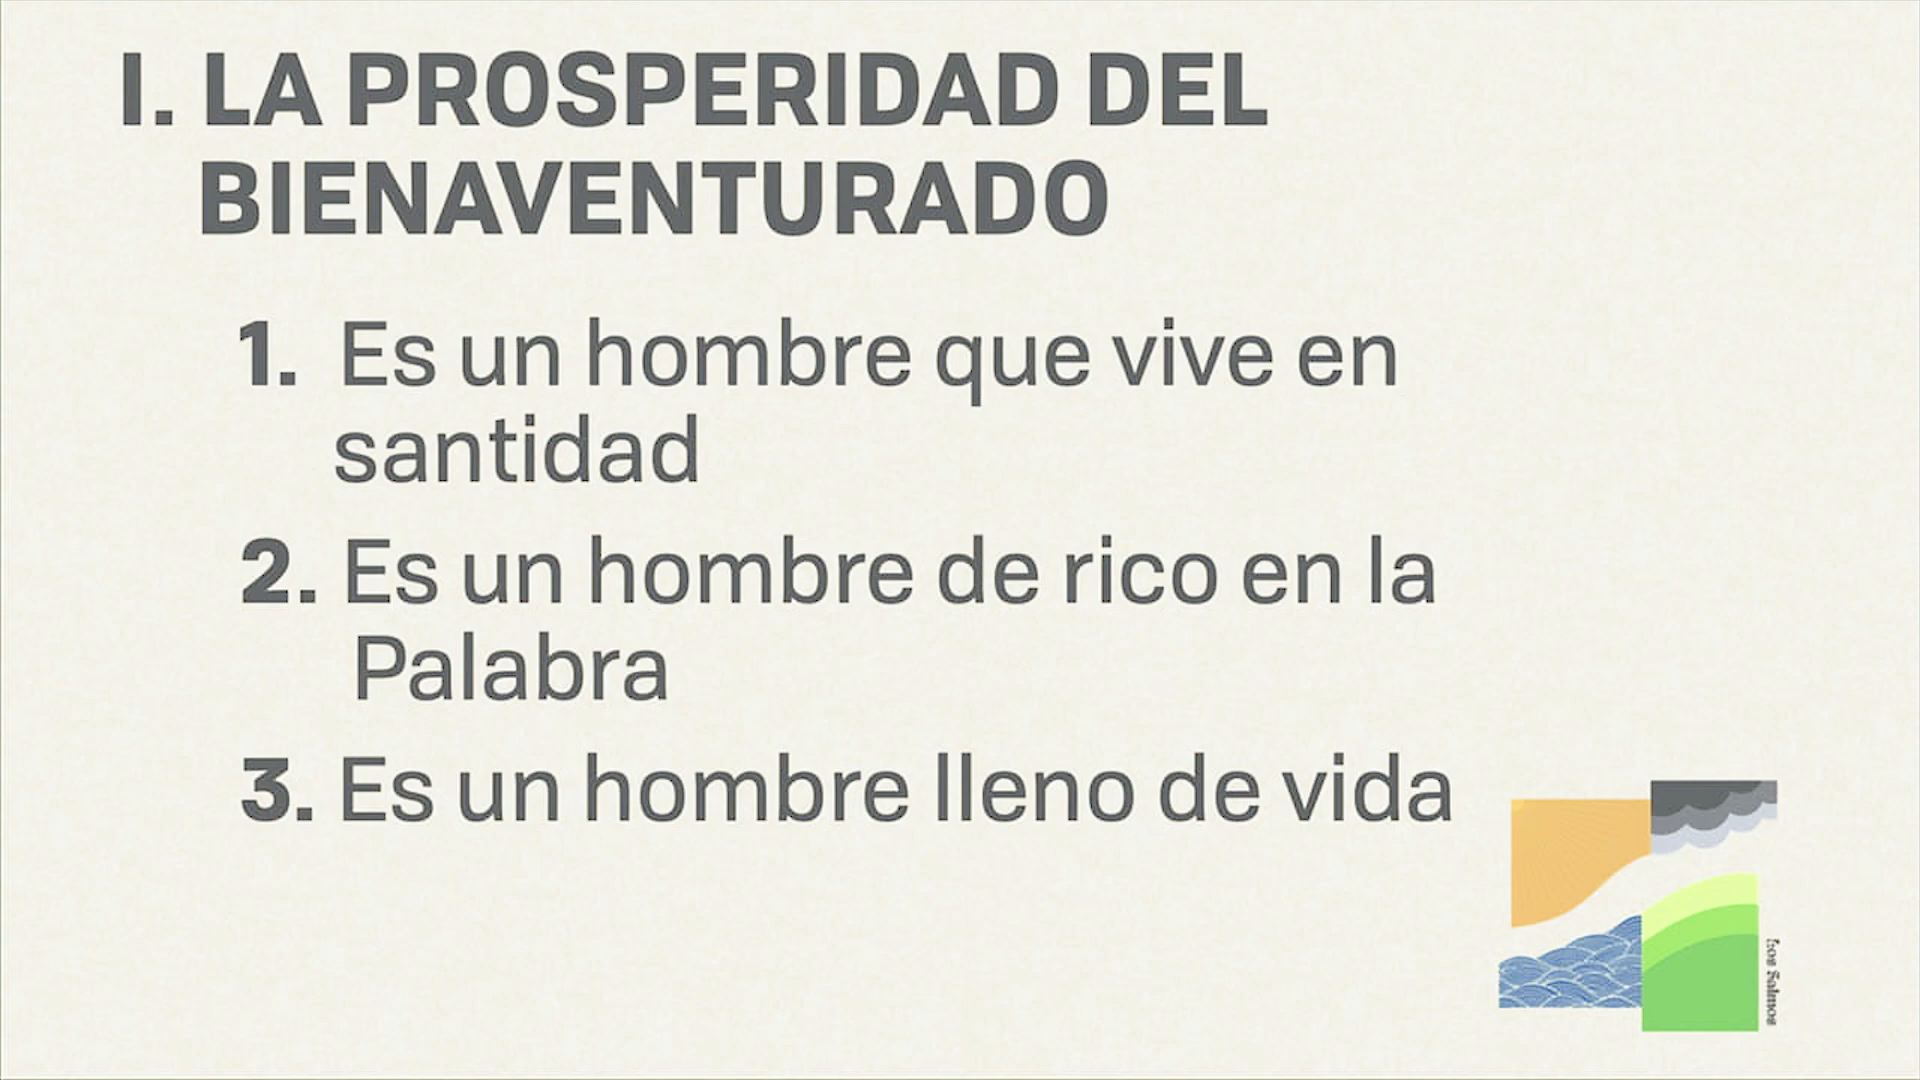 I. LA PROSPERIDAD DEL
BIENAVENTURADO
1. Es un hombre que vive en
santidad
2. Es un hombre de rico en la
Palabra
3. Es un hombre lleno de vida
Los Salmos